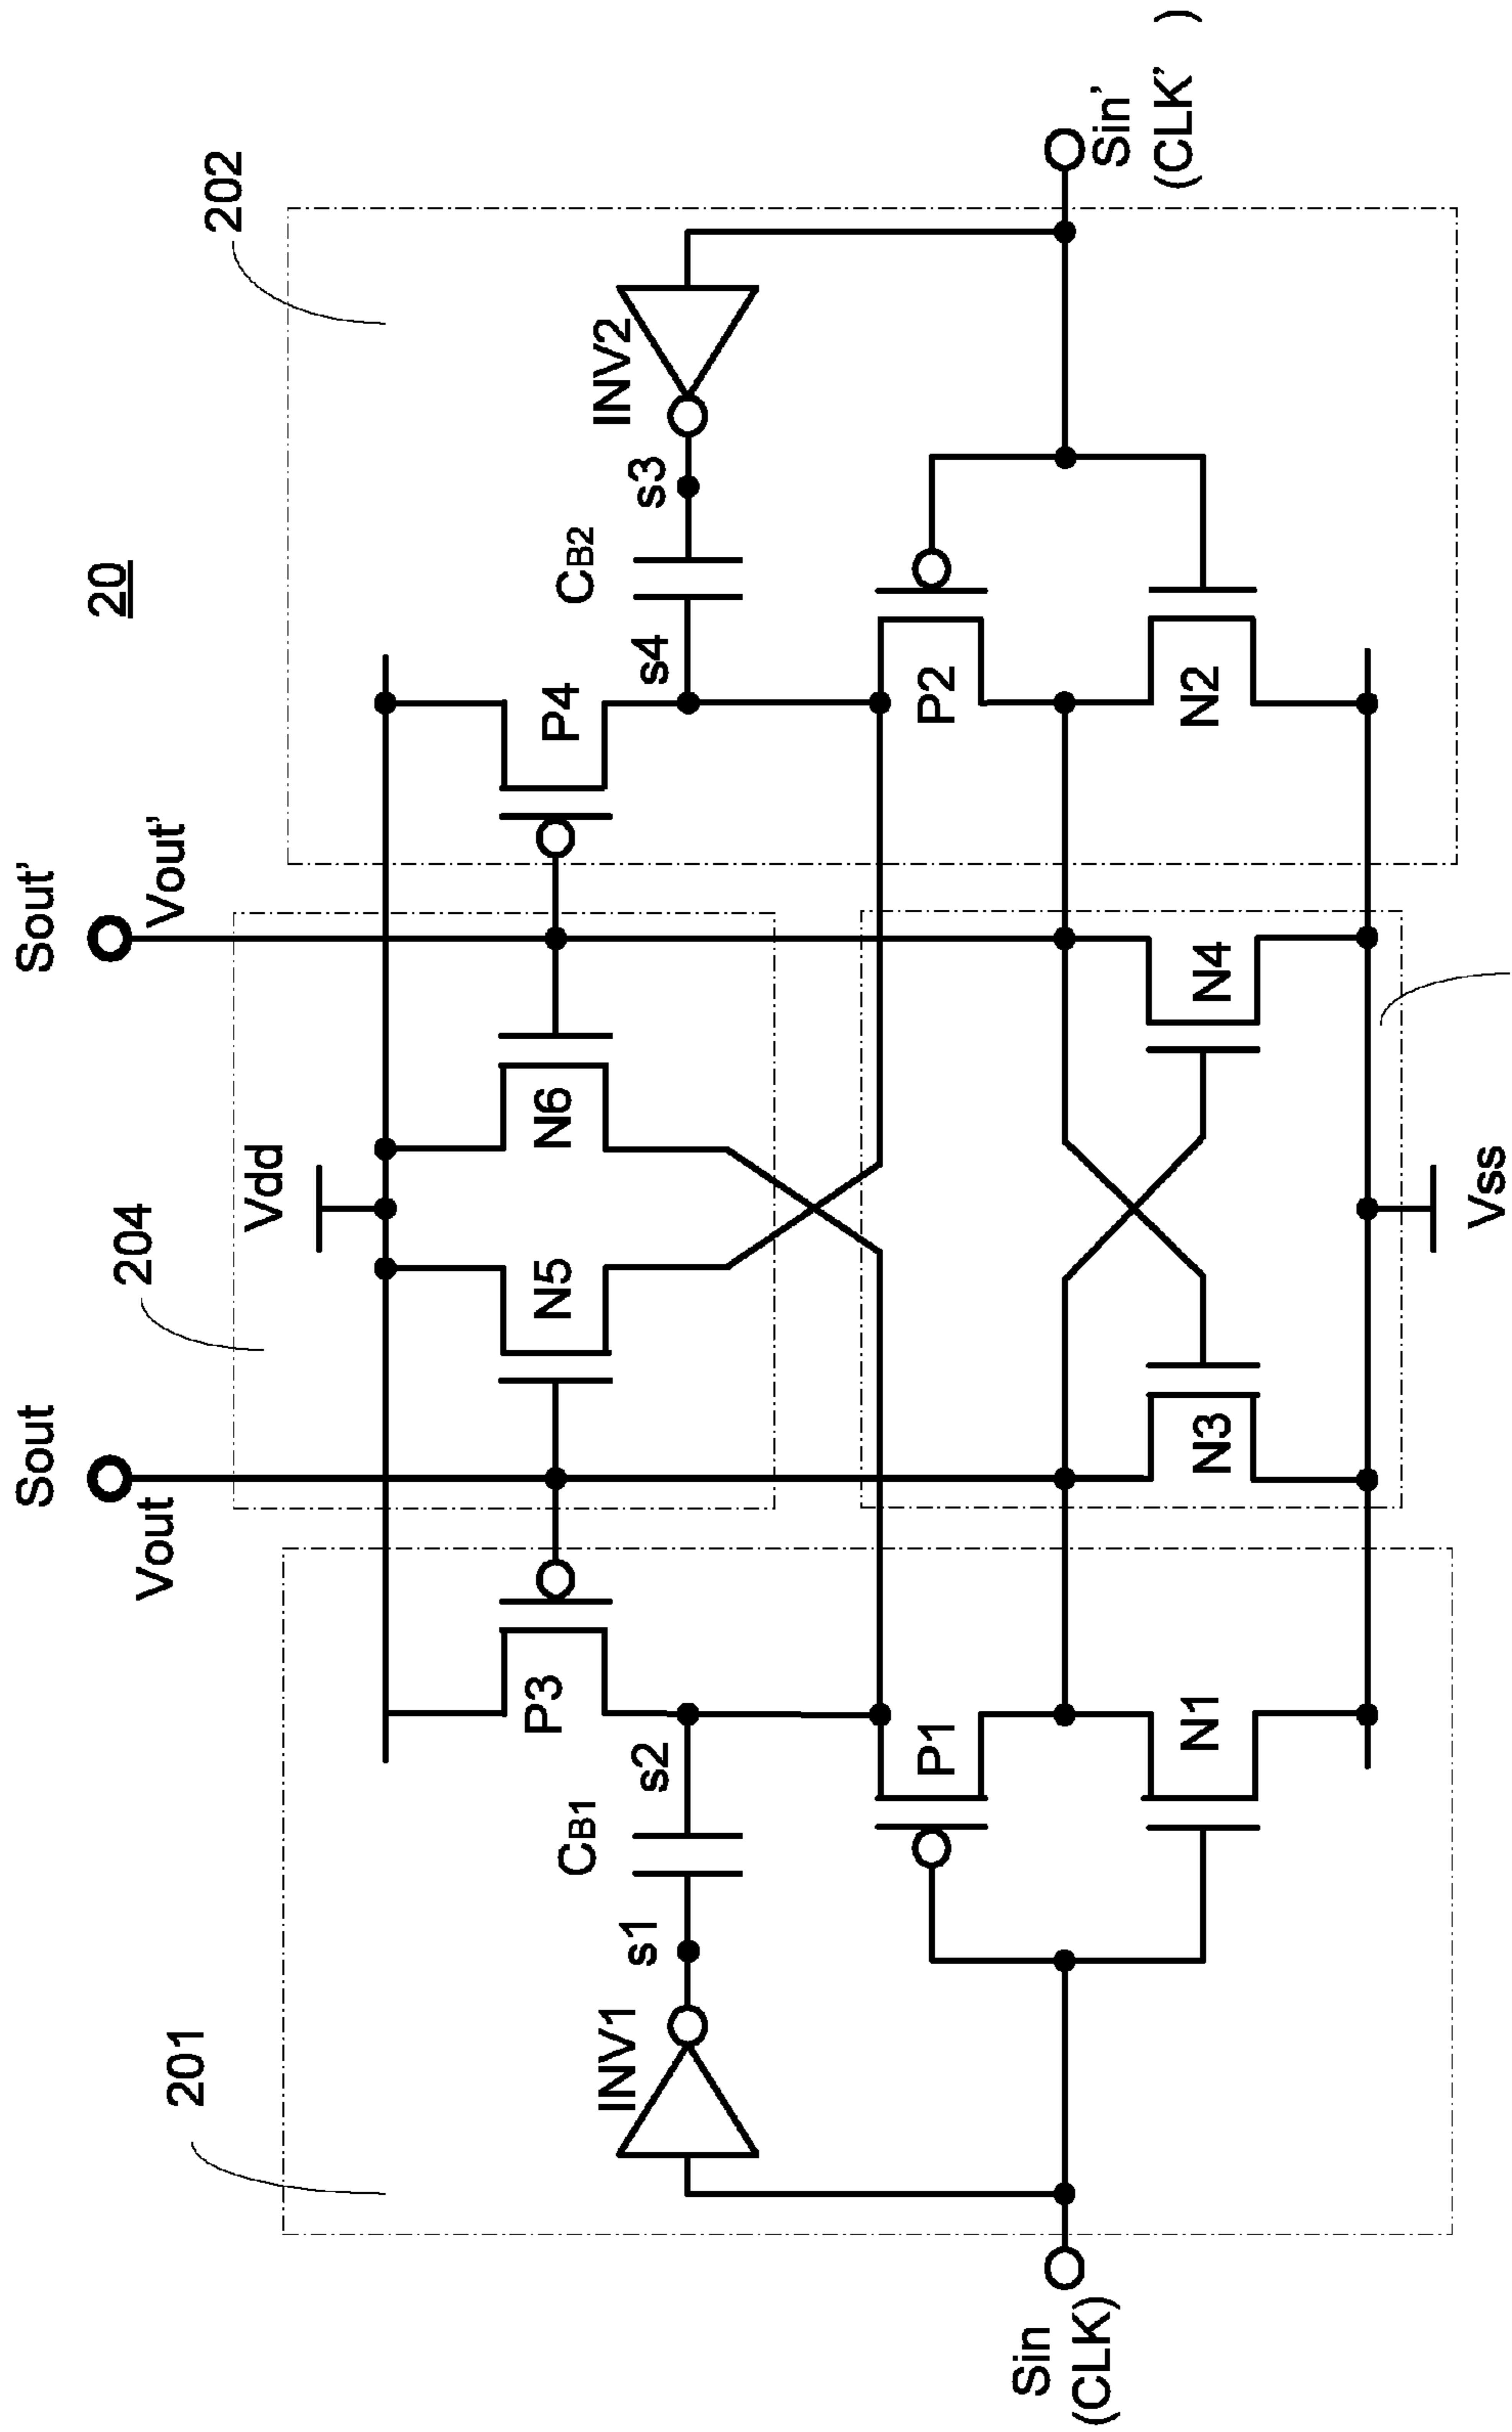 20
Sout
Vout
Sout'
Vout'
201
204
202
Vdd
INV1
s1
CB1
s2
P3
N5
N6
P4
s4
CB2
s3
INV2
P1
P2
Sin
(CLK)
Sin'
(CLK' )
N1
N3
N4
N2
Vss